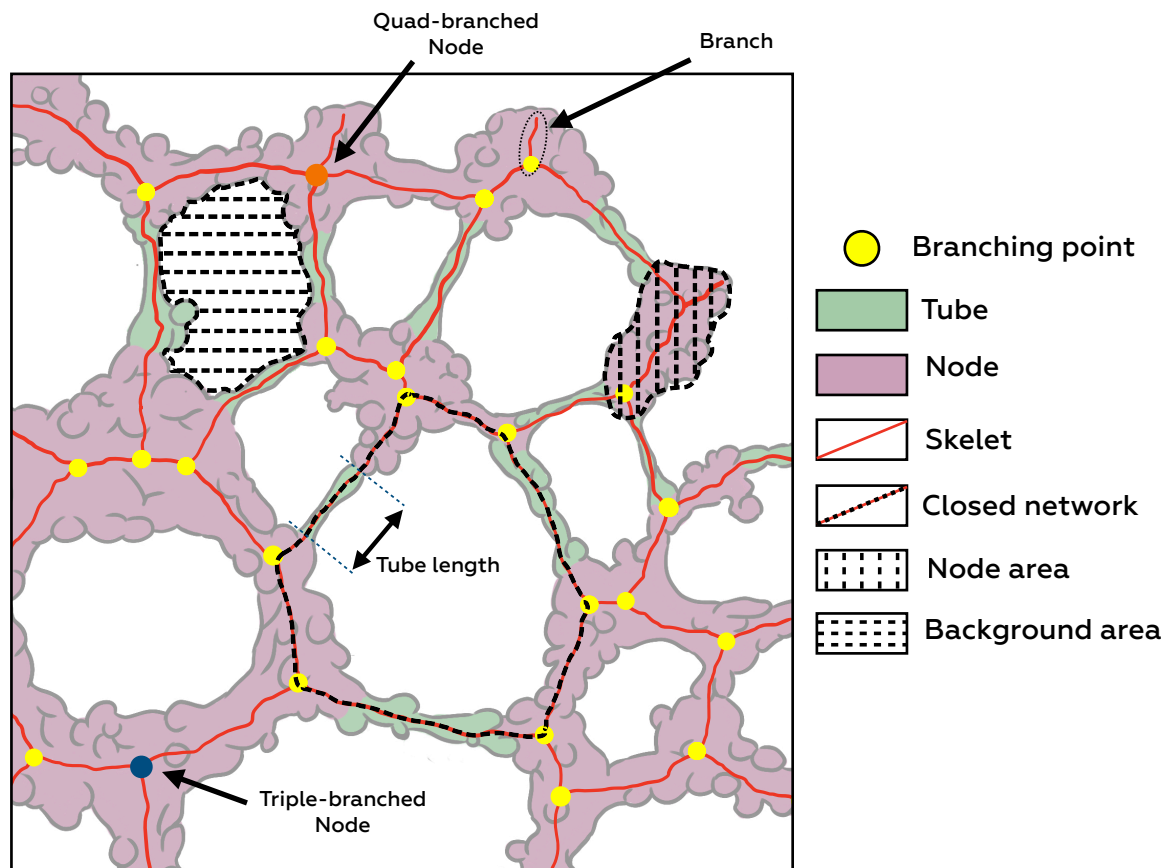 Quad-branched
Node
Branch
Tube length
Triple-branched
Node
Branching point
Tube
Node
Skelet
Closed network
Node area
Background area